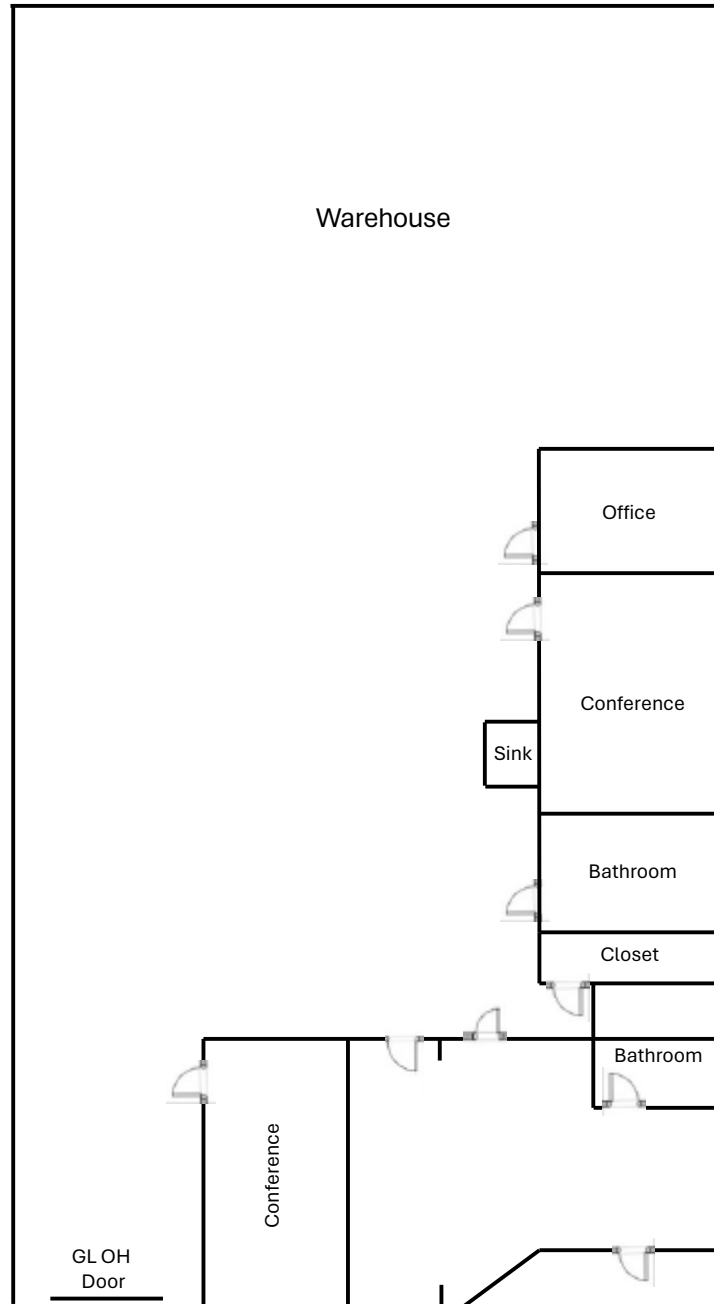 Warehouse
Office
Conference
Sink
Bathroom
Closet
Bathroom
Conference
GL OH
Door